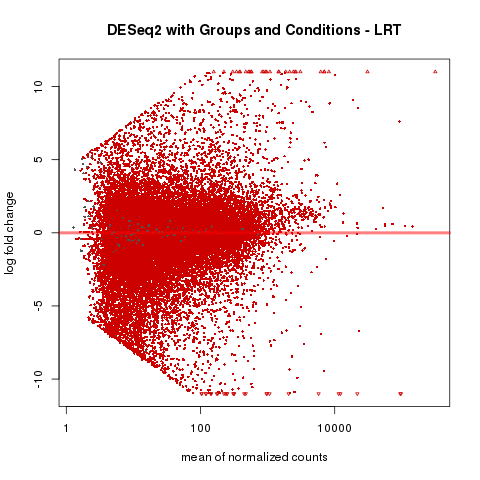 DESeq2 with Groups and Conditions - LRT
10
5
0
-5
-10
log fold change
1
100
10000
mean of normalized counts